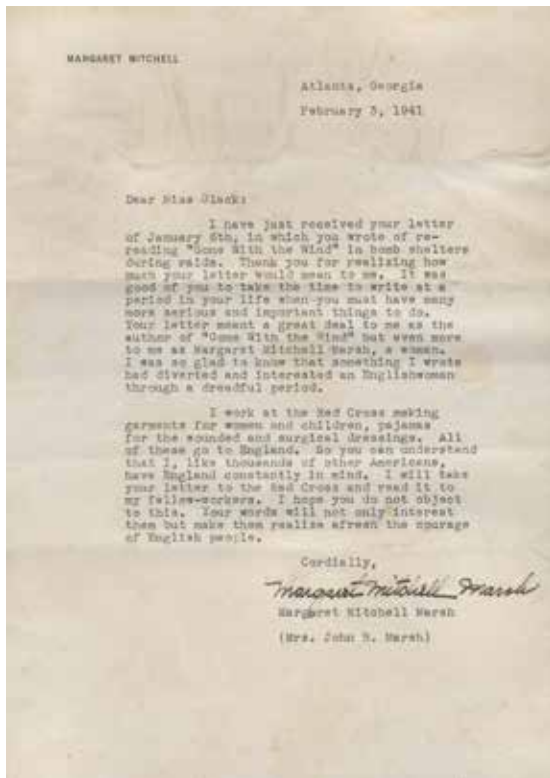 MARGARET MITCHELL
Atlanta, Georgia
February 3, 1941
Dear Miss
I have just received your letter
of January 6th, in which you wrote of re-
reading "Gone With the Wind" in bomb shelters
during raids. Thank you for realizing how
much your letter would mean to me. It was
good of you to take the time to write at a
period in your life when you must have many
more serious and important things to do.
Your letter meant a great deal to me as the
author of "Gone With the Wind" but even more
to me as Margaret Mitchell Marsh, a woman.
I was so glad to know that something I wrote
had diverted and interested an Englishwoman
through a dreadful period.
I work at the Red Cross making
garments for women and children, pajamas
for the wounded and surgical dressings. All
of these go to England. So you can understand
that I, like thousands of other Americans,
have England constantly in mind. I will take
your letter to the Red Cross and read it to
my fellow-workers. I hope you do not object
to this. Your words will not only interest
them but make them realize afresh the courage
of English people.
Cordially,
Margaret Mitchell Marsh
Margaret Mitchell Marsh
(Mrs. John R. Marsh)